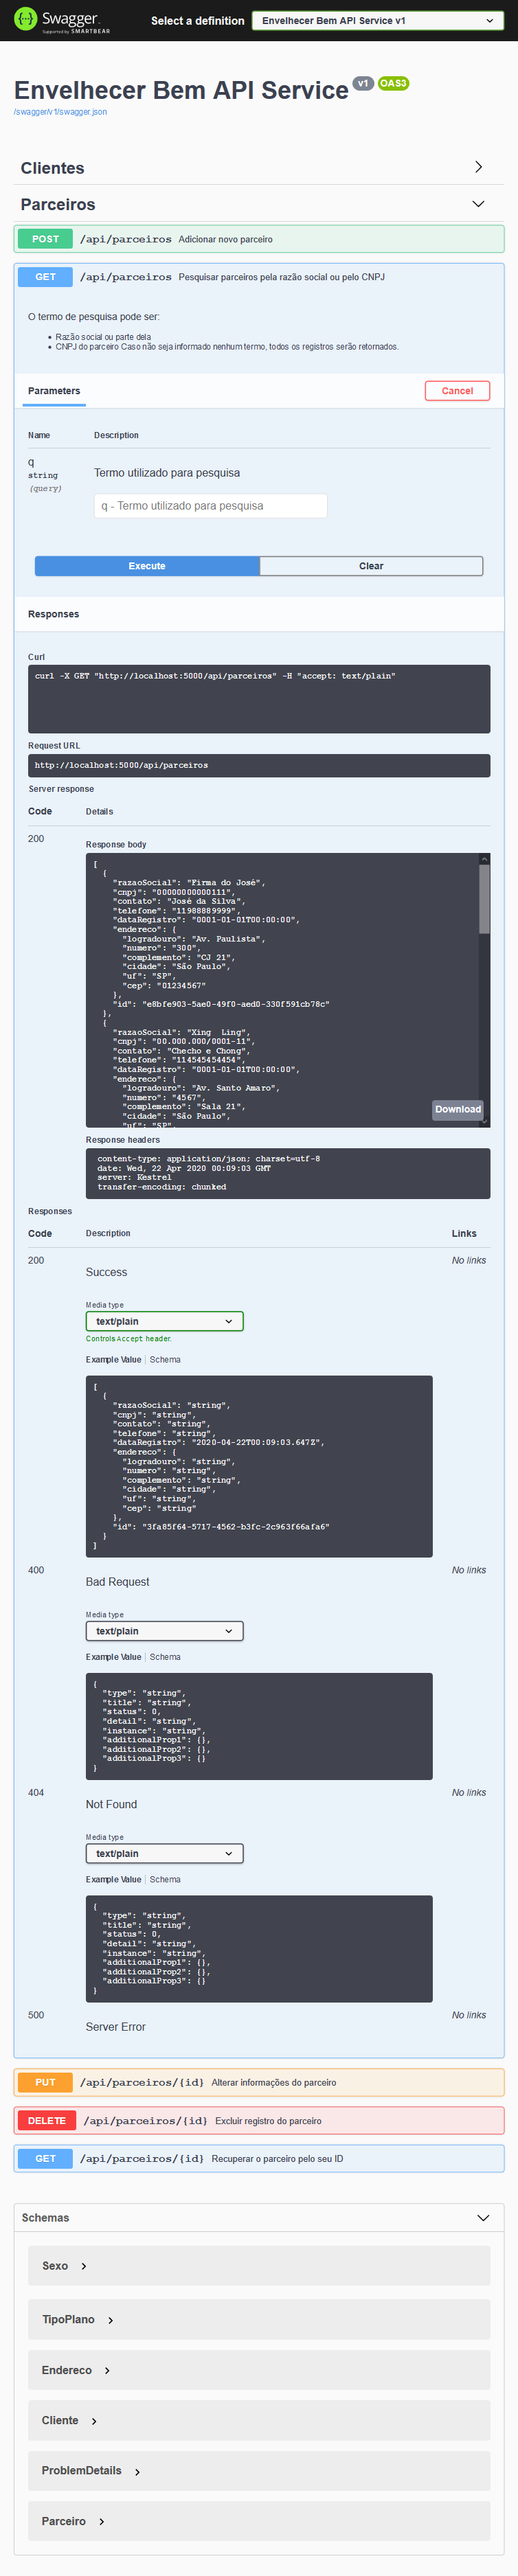 Swagger.
Supported by SMARTBEAR
Select a definition
Envelhecer Bem API Service v1
Envelhecer Bem API Service v1 OAS3
/swagger/v1/swagger.json
Clientes
Parceiros
POST /api/parceiros Adicionar novo parceiro
GET /api/parceiros Pesquisar parceiros pela razão social ou pelo CNPJ
O termo de pesquisa pode ser:
Razão social ou parte dela
CNPJ do parceiro Caso não seja informado nenhum termo, todos os registros serão retornados.
Parameters Cancel
Name Description
q Termo utilizado para pesquisa
string
(query)
q - Termo utilizado para pesquisa
Execute Clear
Responses
Curl
curl -X GET "http://localhost:5000/api/parceiros" -H "accept: text/plain"
Request URL
http://localhost:5000/api/parceiros
Server response
Code Details
200
Response body
[
{
"razaoSocial": "Firma do José",
"cnpj": "00000000000111",
"contato": "José da Silva",
"telefone": "11988889999",
"dataRegistro": "0001-01-01T00:00:00",
"endereco": {
"logradouro": "Av. Paulista",
"numero": "300",
"complemento": "CJ 21",
"cidade": "São Paulo",
"uf": "SP",
"cep": "01234567"
},
"id": "e8bfe903-5ae0-49f0-aed0-330f591cb78c"
},
{
"razaoSocial": "Xing  Ling",
"cnpj": "00.000.000/0001-11",
"contato": "Checho e Chong",
"telefone": "114545454454",
"dataRegistro": "0001-01-01T00:00:00",
"endereco": {
"logradouro": "Av. Santo Amaro",
"numero": "4567",
"complemento": "Sala 21",
"cidade": "São Paulo",
"uf": "SP",
Download
Response headers
content-type: application/json; charset=utf-8
date: Wed, 22 Apr 2020 00:09:03 GMT
server: Kestrel
transfer-encoding: chunked
Responses
Code Description Links
200 No links
Success
Media type
text/plain
Controls Accept header.
Example Value | Schema
[
{
"razaoSocial": "string",
"cnpj": "string",
"contato": "string",
"telefone": "string",
"dataRegistro": "2020-04-22T00:09:03.647Z",
"endereco": {
"logradouro": "string",
"numero": "string",
"complemento": "string",
"cidade": "string",
"uf": "string",
"cep": "string"
},
"id": "3fa85f64-5717-4562-b3fc-2c963f66afa6"
}
]
400 No links
Bad Request
Media type
text/plain
Example Value | Schema
{
"type": "string",
"title": "string",
"status": 0,
"detail": "string",
"instance": "string",
"additionalProp1": {},
"additionalProp2": {},
"additionalProp3": {}
}
404 No links
Not Found
Media type
text/plain
Example Value | Schema
{
"type": "string",
"title": "string",
"status": 0,
"detail": "string",
"instance": "string",
"additionalProp1": {},
"additionalProp2": {},
"additionalProp3": {}
}
500 No links
Server Error
PUT /api/parceiros/{id} Alterar informações do parceiro
DELETE /api/parceiros/{id} Excluir registro do parceiro
GET /api/parceiros/{id} Recuperar o parceiro pelo seu ID
Schemas
Sexo
TipoPlano
Endereco
Cliente
ProblemDetails
Parceiro